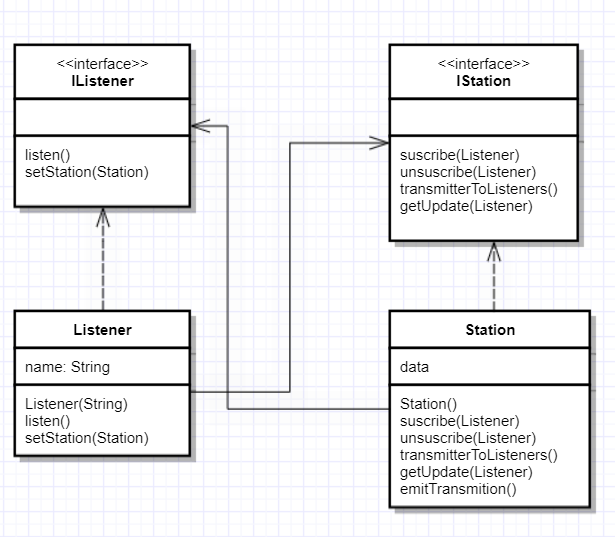 <<interface>>
IListener
listen()
setStation(Station)
<<interface>>
IStation
suscribe(Listener)
unsuscribe(Listener)
transmitterToListeners()
getUpdate(Listener)
Listener
name: String
Listener(String)
listen()
setStation(Station)
Station
data
Station()
suscribe(Listener)
unsuscribe(Listener)
transmitterToListeners()
getUpdate(Listener)
emitTransmition()